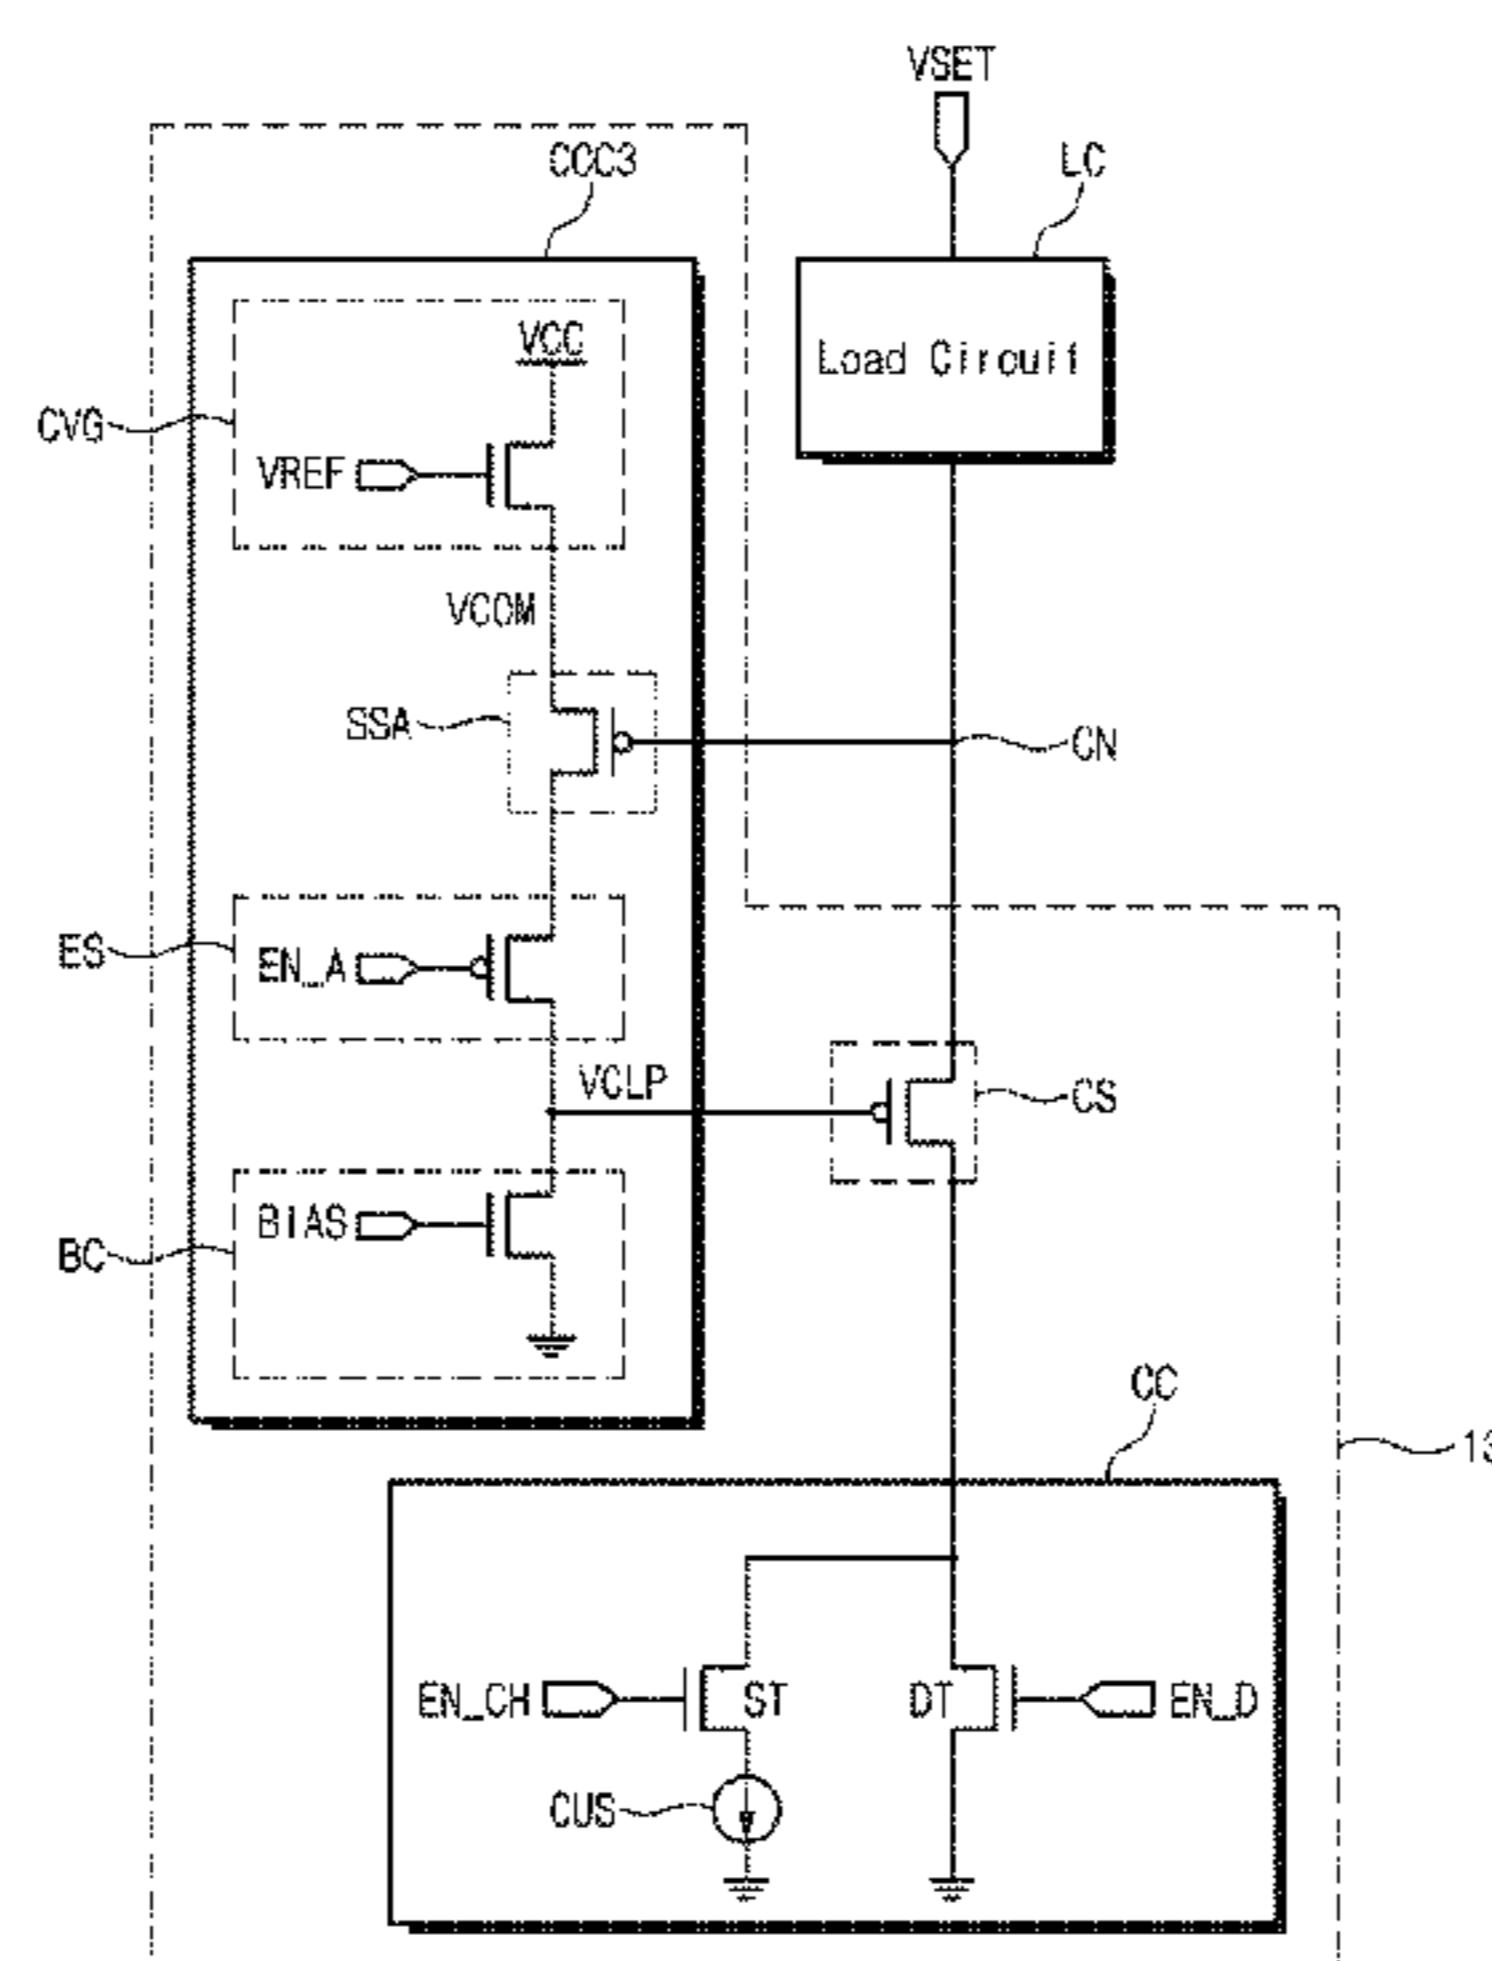 VSET
CCC3
LC
VCC
Load Circuit
CVG
VREF
VCOM
SSA
CN
ES
EN_A
VCLP
CS
BIAS
BC
CC
13
EN_CH
ST
DT
EN_D
CUS